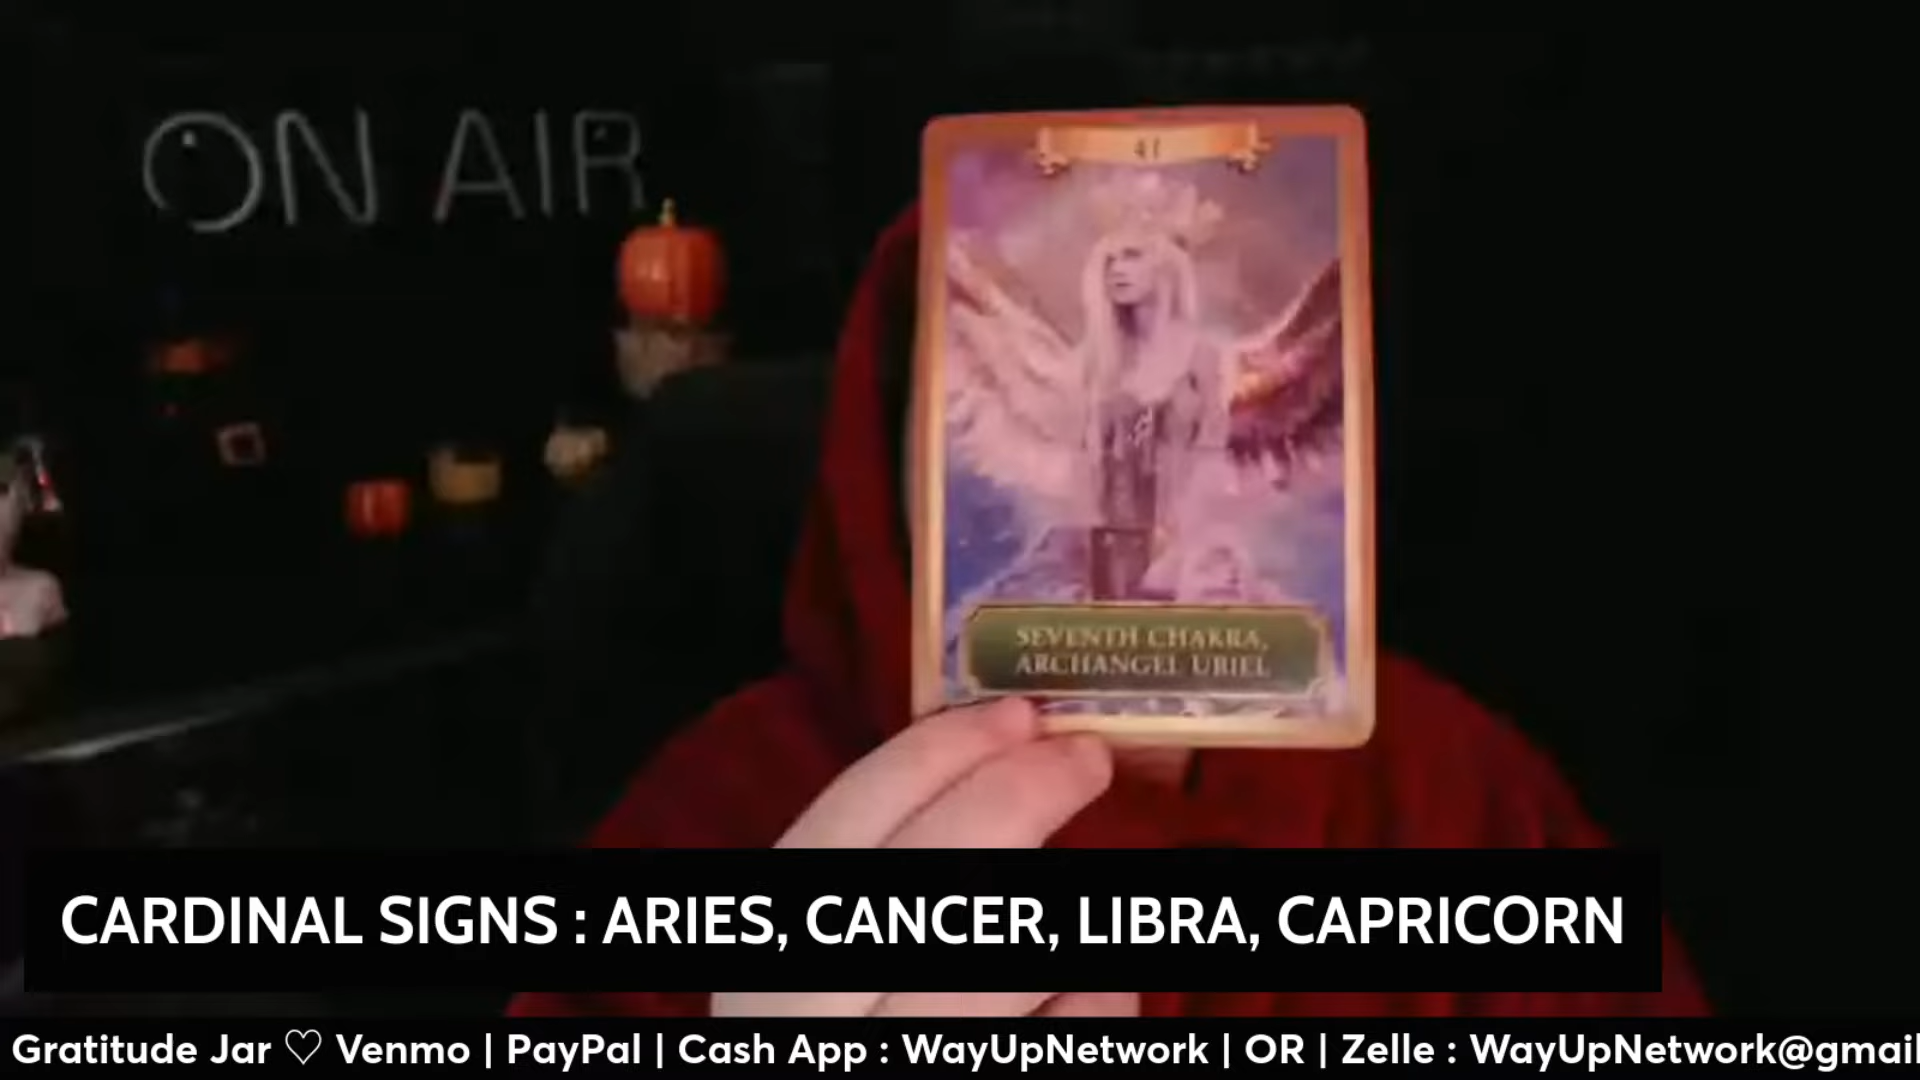 ON AIR
41
SEVENTH CHAKRA,
ARCHANGEL URIEL
CARDINAL SIGNS : ARIES, CANCER, LIBRA, CAPRICORN
Gratitude Jar ♡ Venmo | PayPal | Cash App : WayUpNetwork | OR | Zelle : WayUpNetwork@gmail